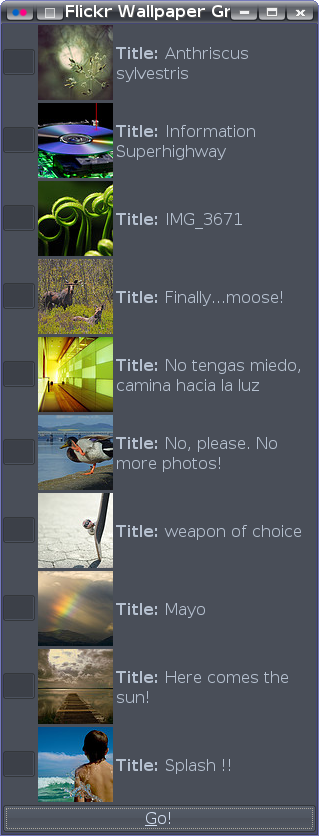 Flickr Wallpaper Gr
Title: Anthriscus
sylvestris
Title: Information
Superhighway
Title: IMG_3671
Title: Finally...moose!
Title: No tengas miedo,
camina hacia la luz
Title: No, please. No
more photos!
Title: weapon of choice
Title: Mayo
Title: Here comes the
sun!
Title: Splash !!
Go!